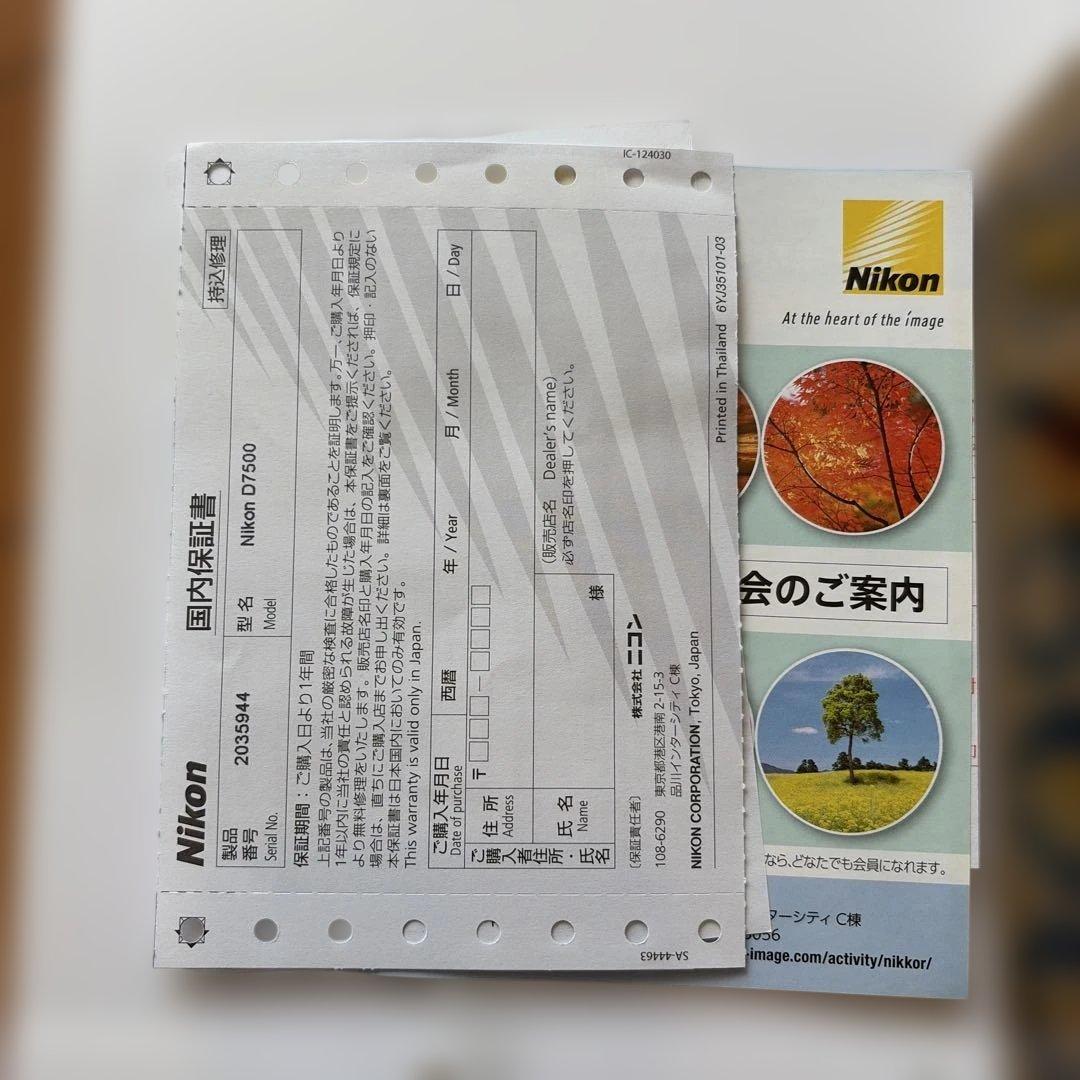 IC-124030
Nikon
国内保証書
持込修理
製品番号
Serial No.
2035944
型名
Model
Nikon D7500
保証期間：ご購入日より1年間
上記番号の製品は、当社の厳密な検査に合格したものであることを証明します。万一、ご購入年月日より
1年以内に当社の責任と認められる故障が生じた場合は、本保証書をご提示くだされば、保証規定に
より無料修理をいたします。販売店名印と購入年月日の記入をご確認ください。押印・記入のない
場合は、直ちにご購入店までお申し出ください。詳細は裏面をご覧ください。
本保証書は日本国内においてのみ有効です。
This warranty is valid only in Japan.
ご購入年月日
Date of purchase
西暦
年 / Year
月 / Month
日 / Day
ご購入者住所・氏名
住所
Address
〒
氏名
Name
様
(販売店名 Dealer's name)
必ず店名印を押してください。
〔保証責任者〕
株式会社 ニコン
108-6290 東京都港区港南 2-15-3
品川インターシティ C棟
NIKON CORPORATION, Tokyo, Japan
Printed in Thailand 6YJ35101-03
SA-44463
Nikon
At the heart of the image
会のご案内
なら、どなたでも会員になれます。
ターシティ C棟
-image.com/activity/nikkor/